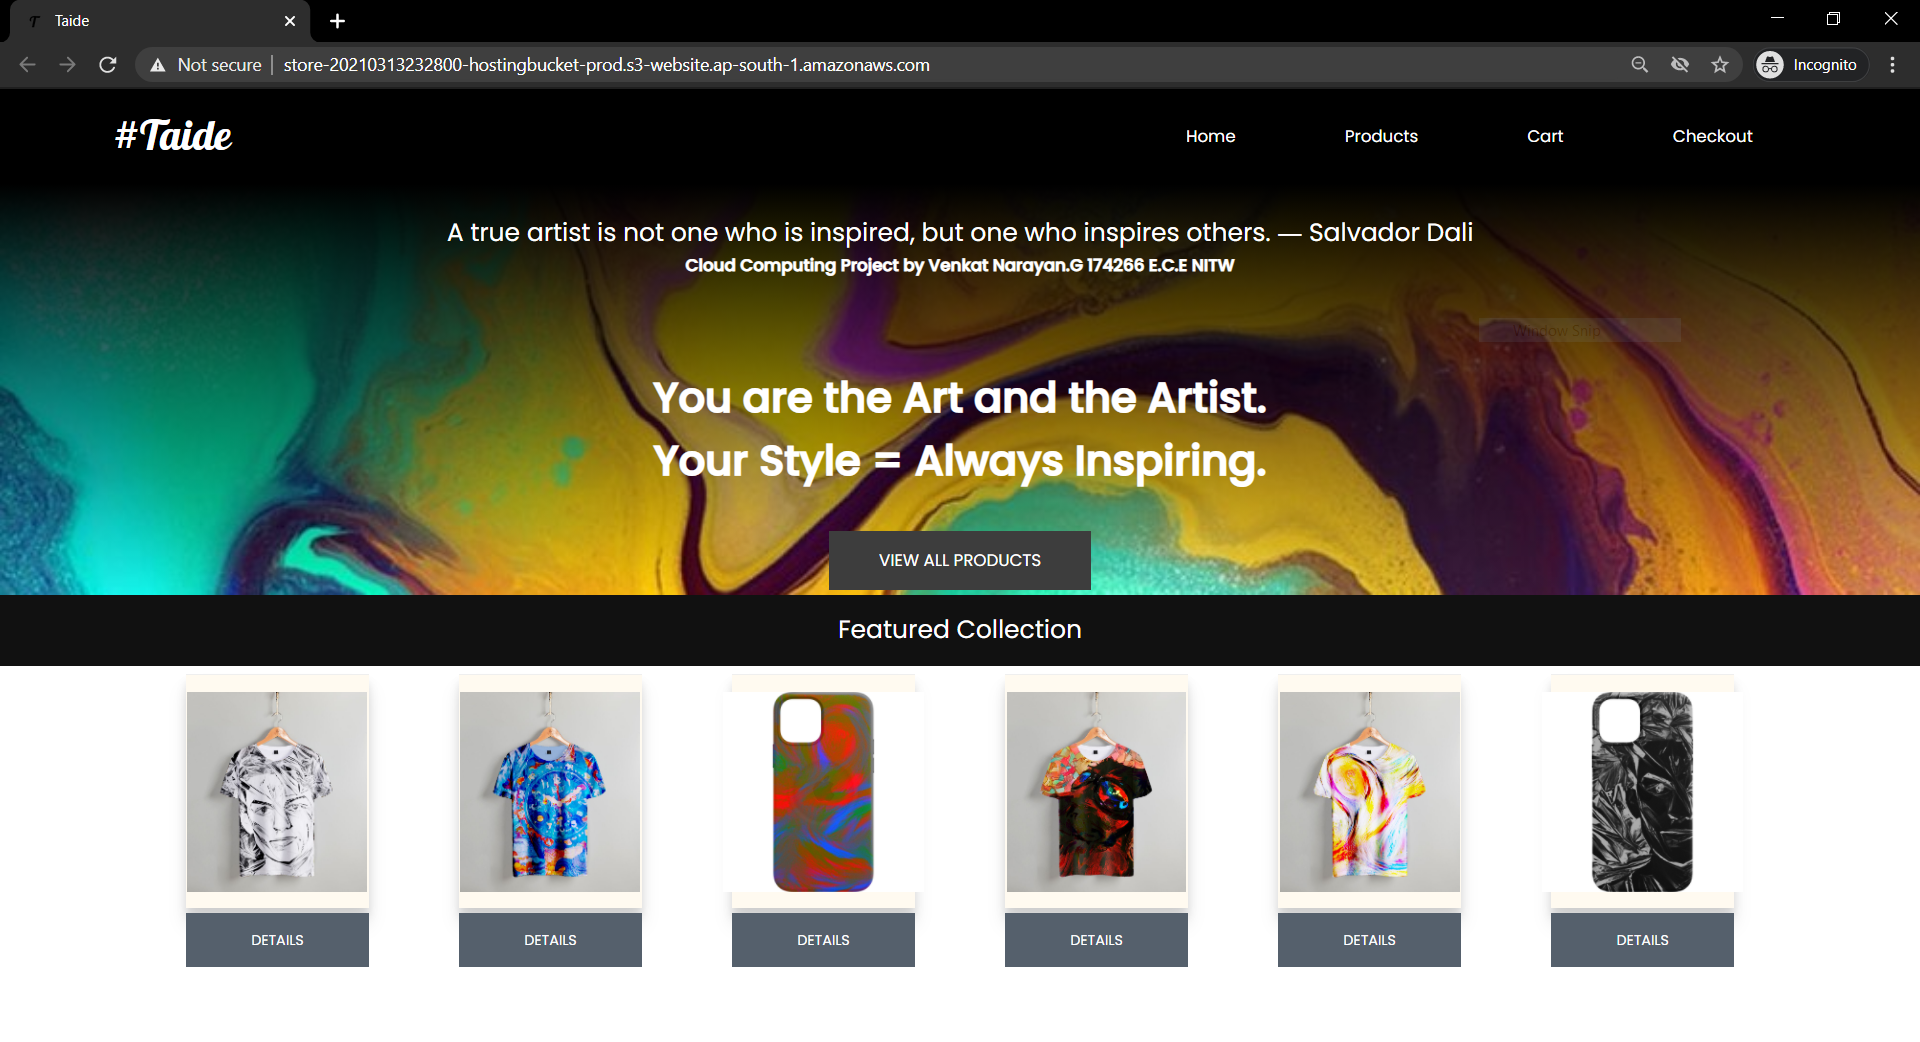 Taide
Not secure
store-20210313232800-hostingbucket-prod.s3-website.ap-south-1.amazonaws.com
Incognito
#Taide
Home Products Cart Checkout
A true artist is not one who is inspired, but one who inspires others. — Salvador Dali
Cloud Computing Project by Venkat Narayan.G 174266 E.C.E NITW
Window Snip
You are the Art and the Artist.
Your Style = Always Inspiring.
VIEW ALL PRODUCTS
Featured Collection
DETAILS DETAILS DETAILS DETAILS DETAILS DETAILS